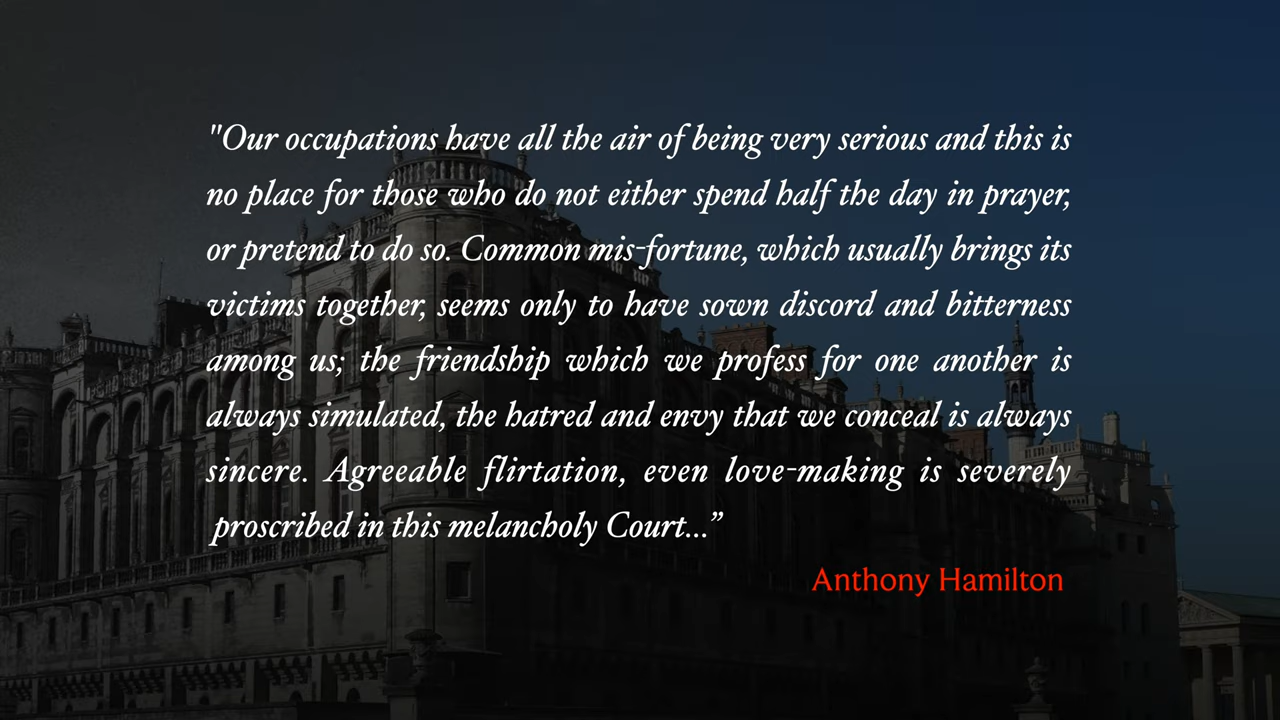 "Our occupations have all the air of being very serious and this is
no place for those who do not either spend half the day in prayer,
or pretend to do so. Common mis-fortune, which usually brings its
victims together, seems only to have sown discord and bitterness
among us; the friendship which we profess for one another is
always simulated, the hatred and envy that we conceal is always
sincere. Agreeable flirtation, even love-making is severely
proscribed in this melancholy Court...”
Anthony Hamilton